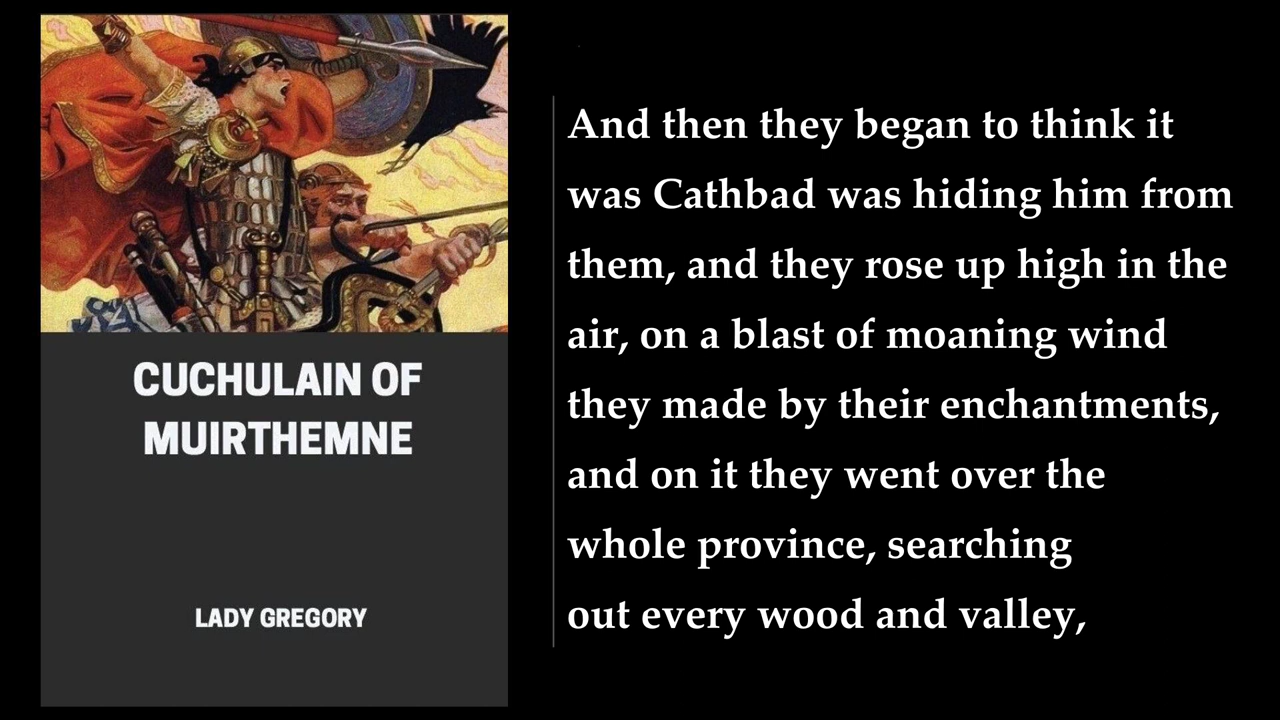 CUCHULAIN OF
MUIRTHEMNE
LADY GREGORY
And then they began to think it
was Cathbad was hiding him from
them, and they rose up high in the
air, on a blast of moaning wind
they made by their enchantments,
and on it they went over the
whole province, searching
out every wood and valley,